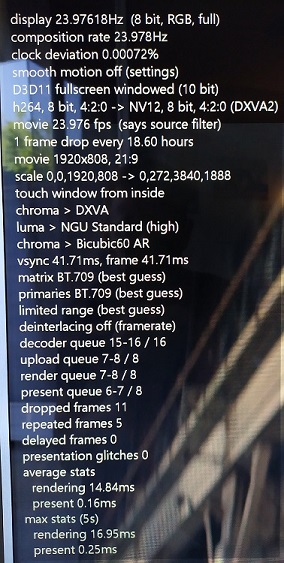 display 23.97618Hz (8 bit, RGB, full)
composition rate 23.978Hz
clock deviation 0.00072%
smooth motion off (settings)
D3D11 fullscreen windowed (10 bit)
h264, 8 bit, 4:2:0 -> NV12, 8 bit, 4:2:0 (DXVA2)
movie 23.976 fps (says source filter)
1 frame drop every 18.60 hours
movie 1920x808, 21:9
scale 0,0,1920,808 -> 0,272,3840,1888
touch window from inside
chroma > DXVA
luma > NGU Standard (high)
chroma > Bicubic60 AR
vsync 41.71ms, frame 41.71ms
matrix BT.709 (best guess)
primaries BT.709 (best guess)
limited range (best guess)
deinterlacing off (framerate)
decoder queue 15-16 / 16
upload queue 7-8 / 8
render queue 7-8 / 8
present queue 6-7 / 8
dropped frames 11
repeated frames 5
delayed frames 0
presentation glitches 0
average stats
rendering 14.84ms
present 0.16ms
max stats (5s)
rendering 16.95ms
present 0.25ms